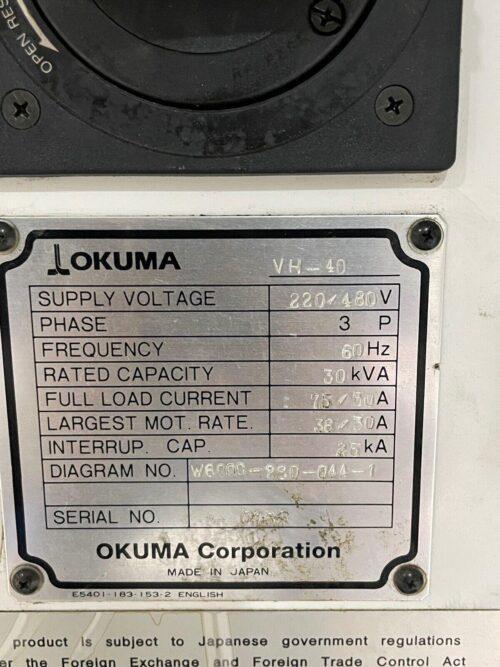 OPEN RES
OKUMA
VH-40
SUPPLY VOLTAGE 220/480V
PHASE 3 P
FREQUENCY 60Hz
RATED CAPACITY 30kVA
FULL LOAD CURRENT 75/50A
LARGEST MOT. RATE. 38/30A
INTERRUP. CAP. 25kA
DIAGRAM NO.
SERIAL NO.
OKUMA Corporation
MADE IN JAPAN
E5401-183-153-2 ENGLISH
product is subject to Japanese government regulations
er the Foreign Exchange and Foreign Trade Control Act